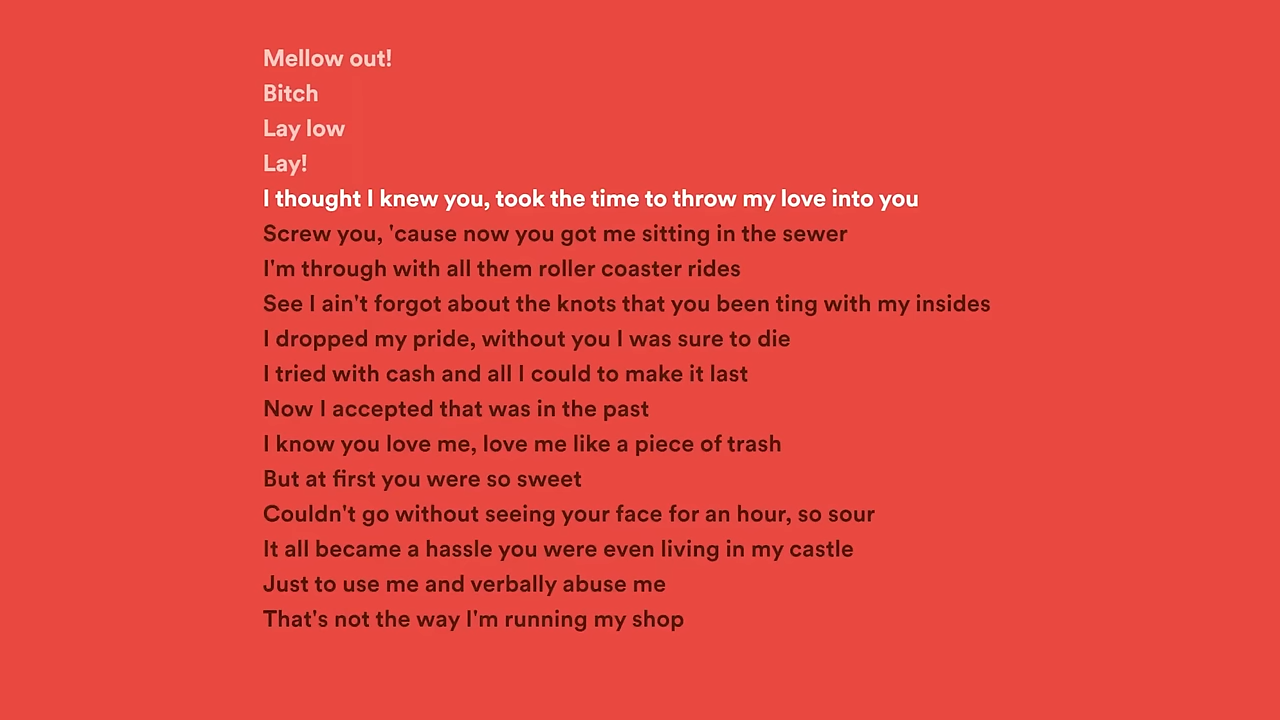 Mellow out!
Bitch
Lay low
Lay!
I thought I knew you, took the time to throw my love into you
Screw you, 'cause now you got me sitting in the sewer
I'm through with all them roller coaster rides
See I ain't forgot about the knots that you been ting with my insides
I dropped my pride, without you I was sure to die
I tried with cash and all I could to make it last
Now I accepted that was in the past
I know you love me, love me like a piece of trash
But at first you were so sweet
Couldn't go without seeing your face for an hour, so sour
It all became a hassle you were even living in my castle
Just to use me and verbally abuse me
That's not the way I'm running my shop